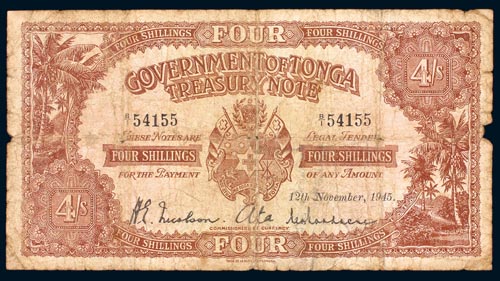 FOUR SHILLINGS FOUR FOUR SHILLINGS
4/s GOVERNMENT OF TONGA 4/s
TREASURY NOTE
B/1 54155 B/1 54155
THESE NOTES ARE LEGAL TENDER
FOUR SHILLINGS FOUR SHILLINGS
FOR THE PAYMENT OF ANY AMOUNT
12th November, 1945.
4/s Ata
COMMISSIONERS OF CURRENCY
FOUR SHILLINGS FOUR FOUR SHILLINGS